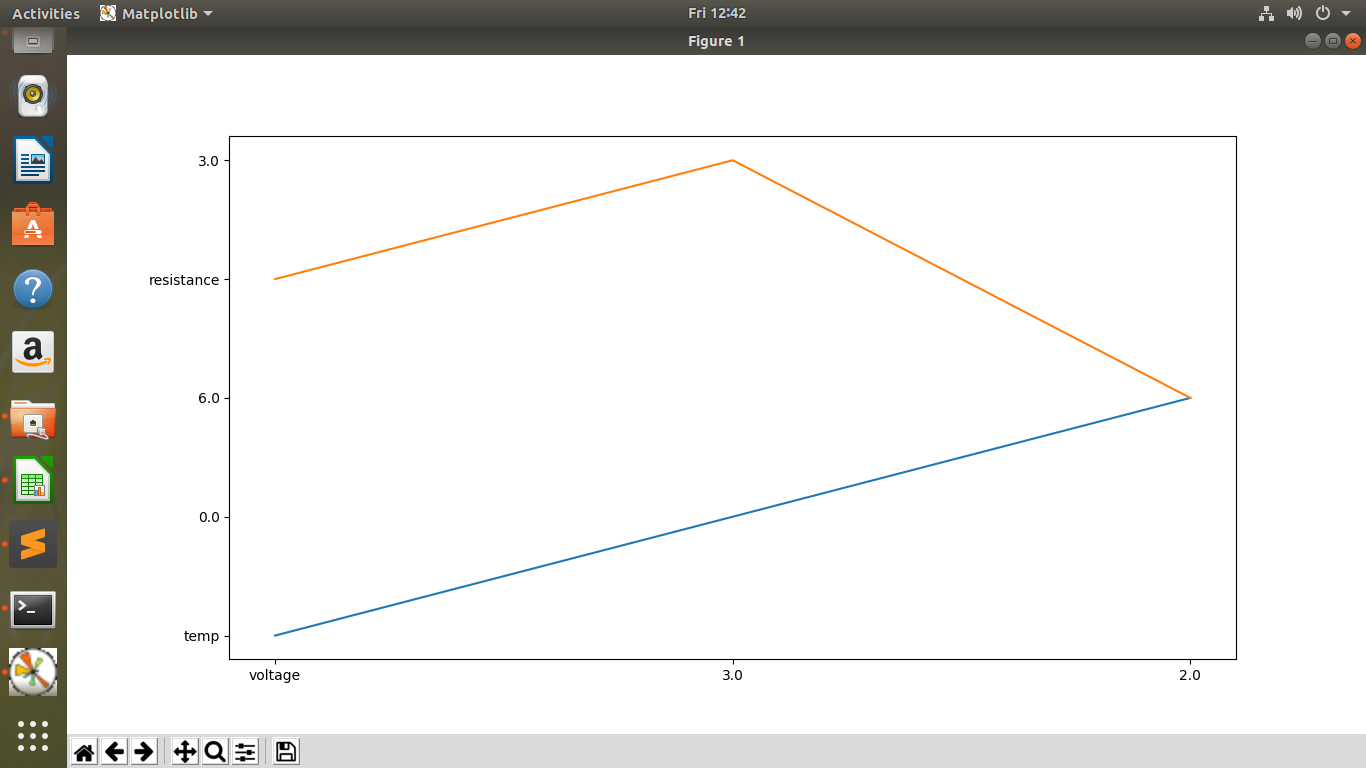 Activities Matplotlib Fri 12:42
Figure 1
3.0
resistance
6.0
0.0
temp
voltage 3.0 2.0